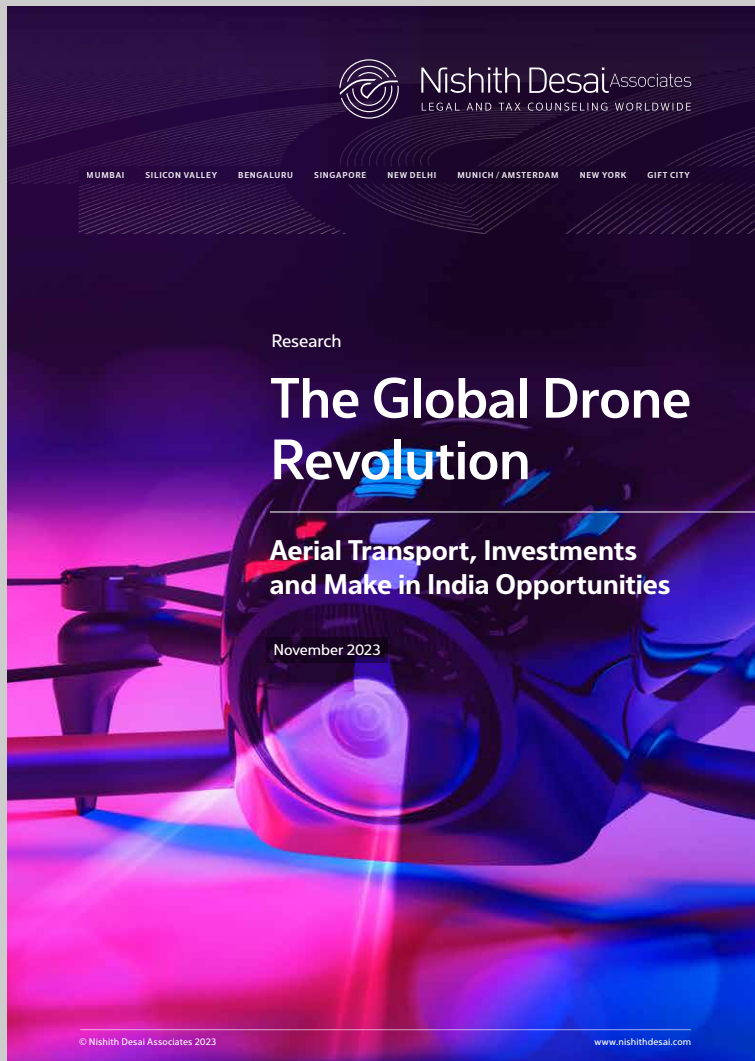 Nishith Desai Associates
LEGAL AND TAX COUNSELING WORLDWIDE
MUMBAI SILICON VALLEY BENGALURU SINGAPORE NEW DELHI MUNICH / AMSTERDAM NEW YORK GIFT CITY
Research
The Global Drone
Revolution
Aerial Transport, Investments
and Make in India Opportunities
November 2023
© Nishith Desai Associates 2023 www.nishithdesai.com